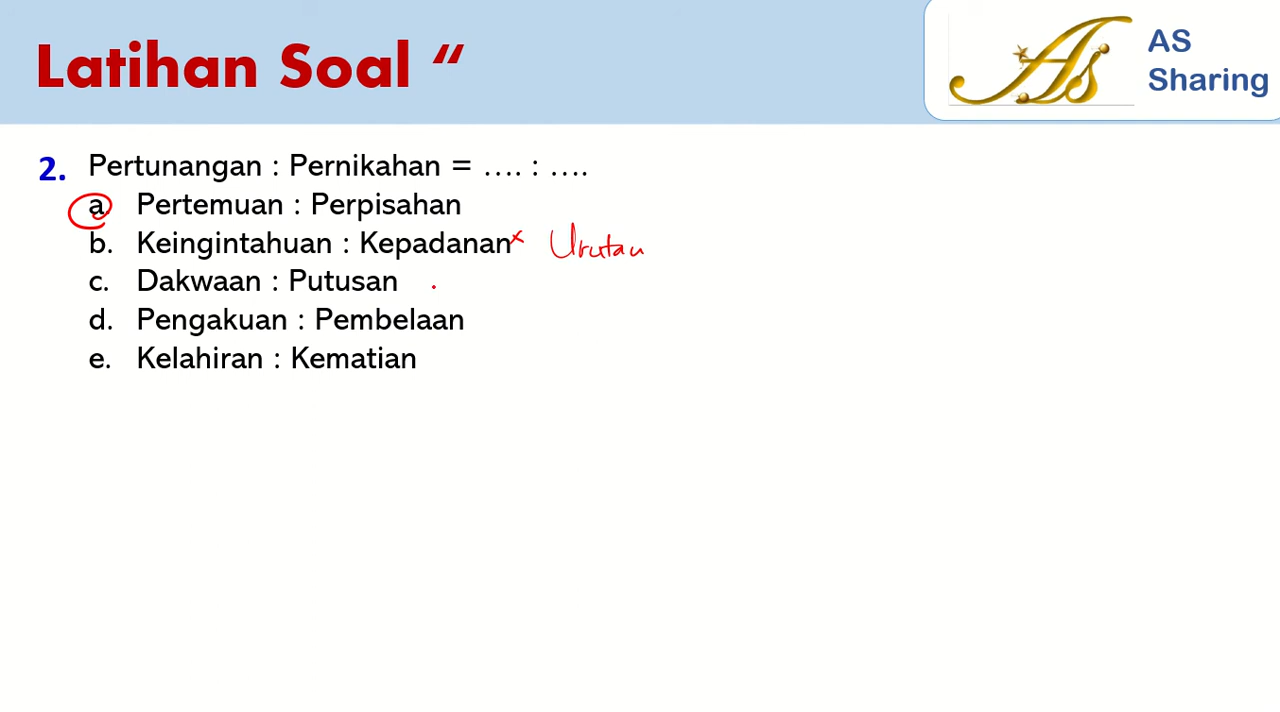 Latihan Soal “
AS
Sharing
2. Pertunangan : Pernikahan = .... : ....
a. Pertemuan : Perpisahan
b. Keingintahuan : Kepadanan x Urutan
c. Dakwaan : Putusan
d. Pengakuan : Pembelaan
e. Kelahiran : Kematian